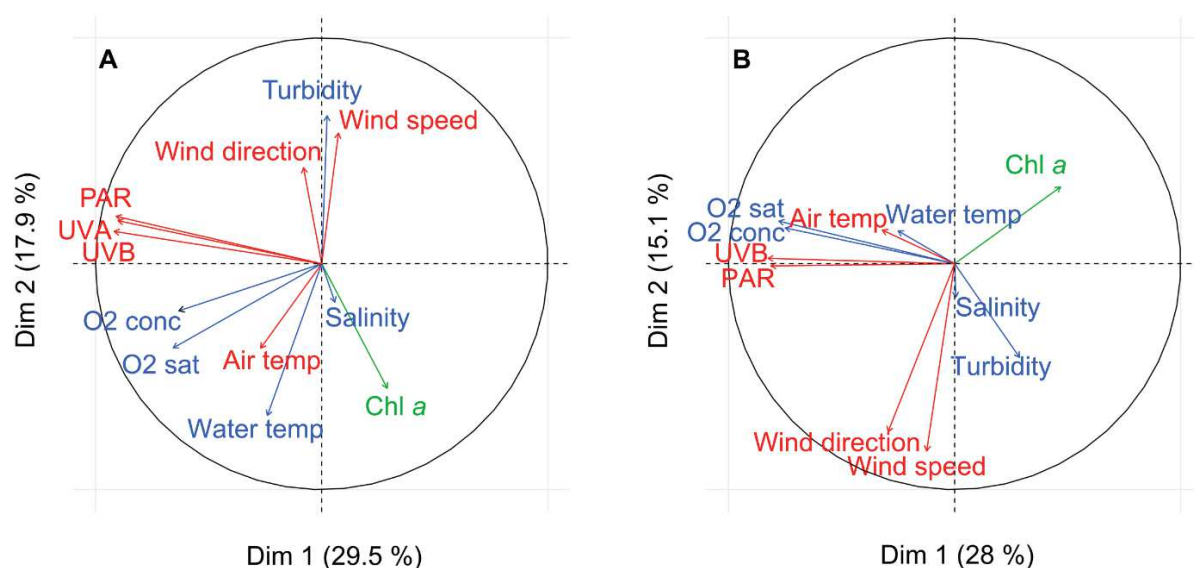 A
Turbidity
Wind speed
Wind direction
PAR
UVA
UVB
O2 conc
O2 sat
Air temp
Water temp
Salinity
Chl a
Dim 2 (17.9 %)
Dim 1 (29.5 %)
B
Chl a
O2 sat
O2 conc
Air temp
Water temp
UVB
PAR
Salinity
Turbidity
Wind direction
Wind speed
Dim 2 (15.1 %)
Dim 1 (28 %)